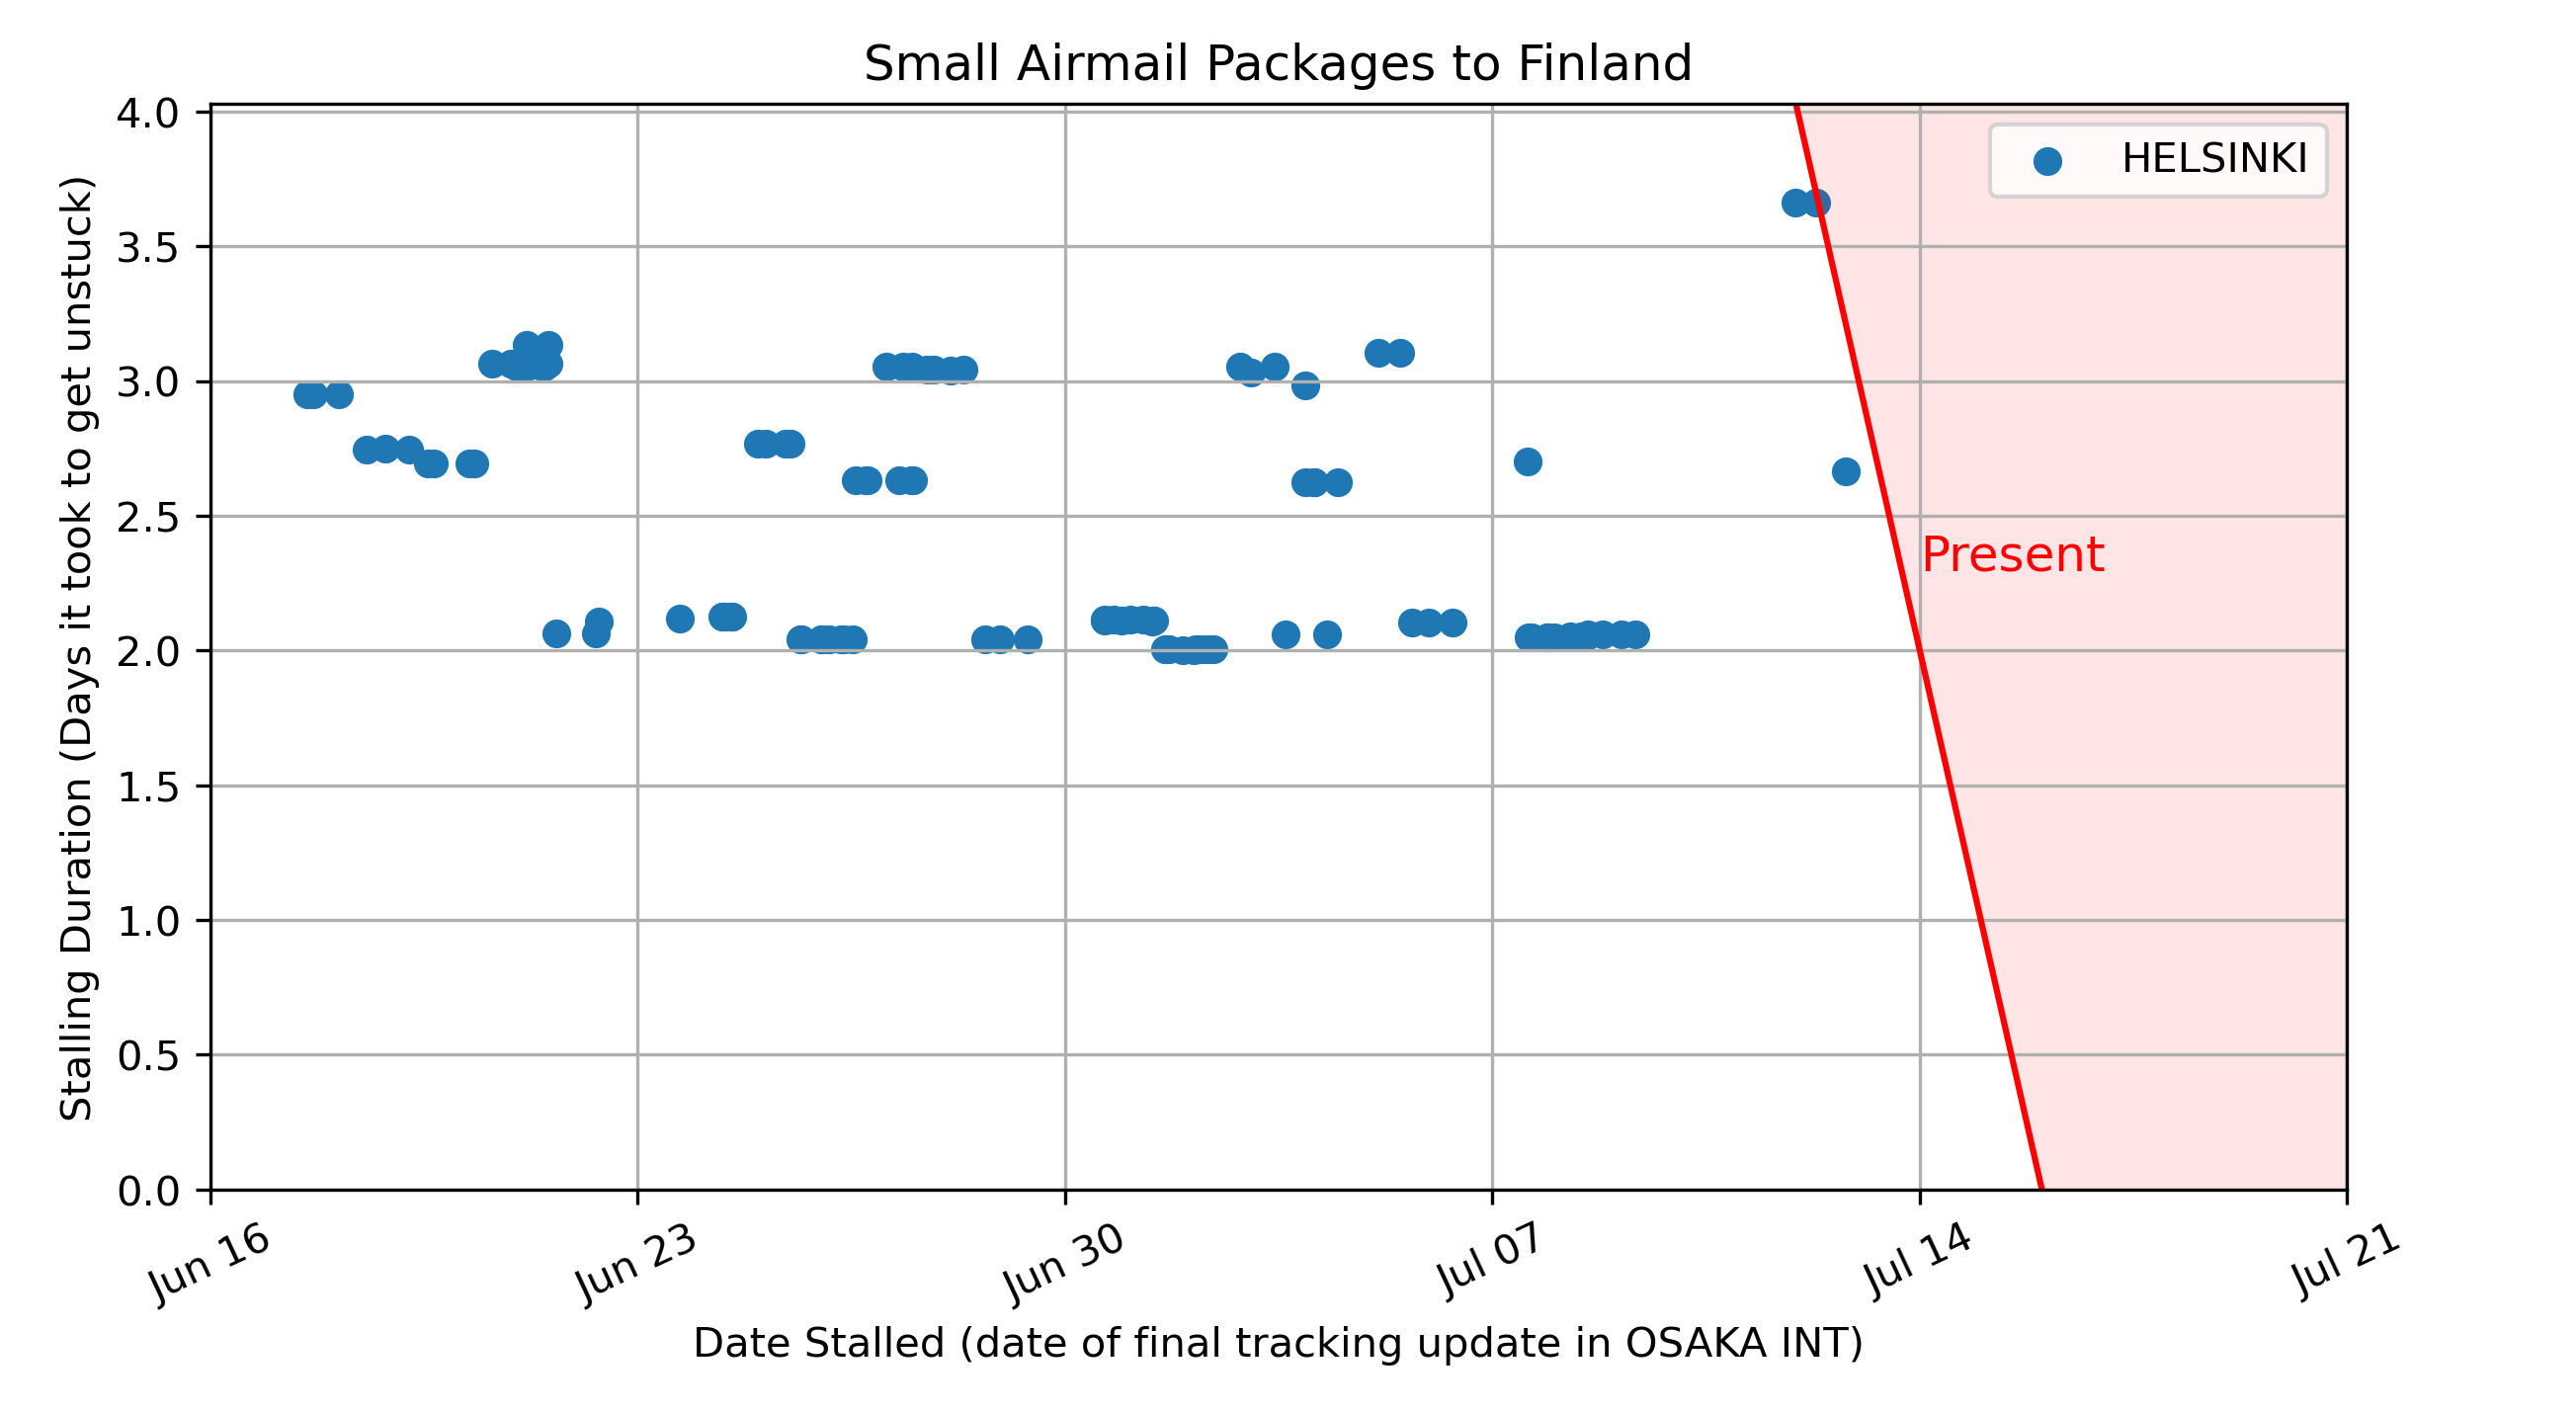 Small Airmail Packages to Finland
Stalling Duration (Days it took to get unstuck)
4.0
3.5
3.0
2.5
2.0
1.5
1.0
0.5
0.0
HELSINKI
Present
Jun 16
Jun 23
Jun 30
Jul 07
Jul 14
Jul 21
Date Stalled (date of final tracking update in OSAKA INT)